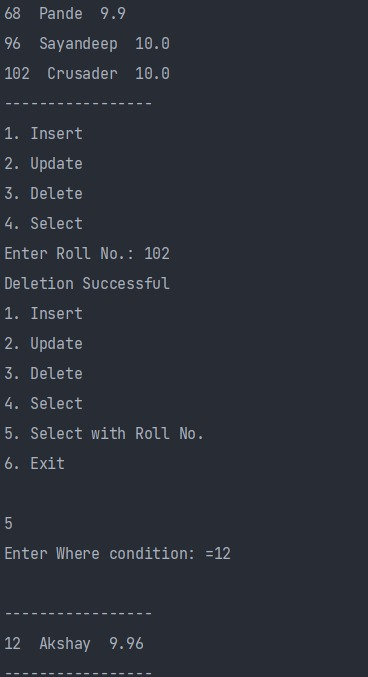 68  Pande  9.9
96  Sayandeep  10.0
102  Crusader  10.0
-----------------
1. Insert
2. Update
3. Delete
4. Select
Enter Roll No.: 102
Deletion Successful
1. Insert
2. Update
3. Delete
4. Select
5. Select with Roll No.
6. Exit
5
Enter Where condition: =12
-----------------
12  Akshay  9.96
-----------------